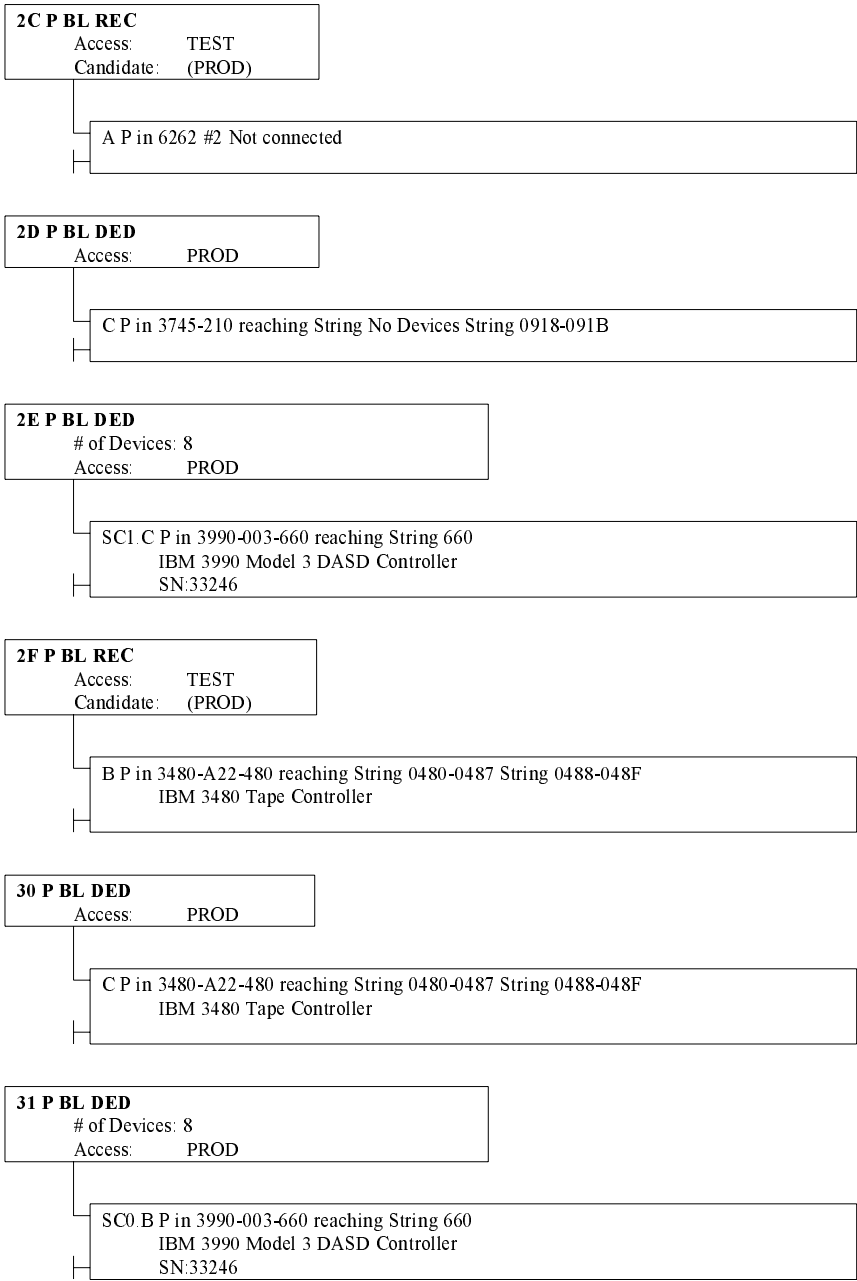 2C P BL REC
Access: TEST
Candidate: (PROD)
A P in 6262 #2 Not connected
2D P BL DED
Access: PROD
C P in 3745-210 reaching String No Devices String 0918-091B
2E P BL DED
# of Devices: 8
Access: PROD
SC1.C P in 3990-003-660 reaching String 660
IBM 3990 Model 3 DASD Controller
SN:33246
2F P BL REC
Access: TEST
Candidate: (PROD)
B P in 3480-A22-480 reaching String 0480-0487 String 0488-048F
IBM 3480 Tape Controller
30 P BL DED
Access: PROD
C P in 3480-A22-480 reaching String 0480-0487 String 0488-048F
IBM 3480 Tape Controller
31 P BL DED
# of Devices: 8
Access: PROD
SC0.B P in 3990-003-660 reaching String 660
IBM 3990 Model 3 DASD Controller
SN:33246